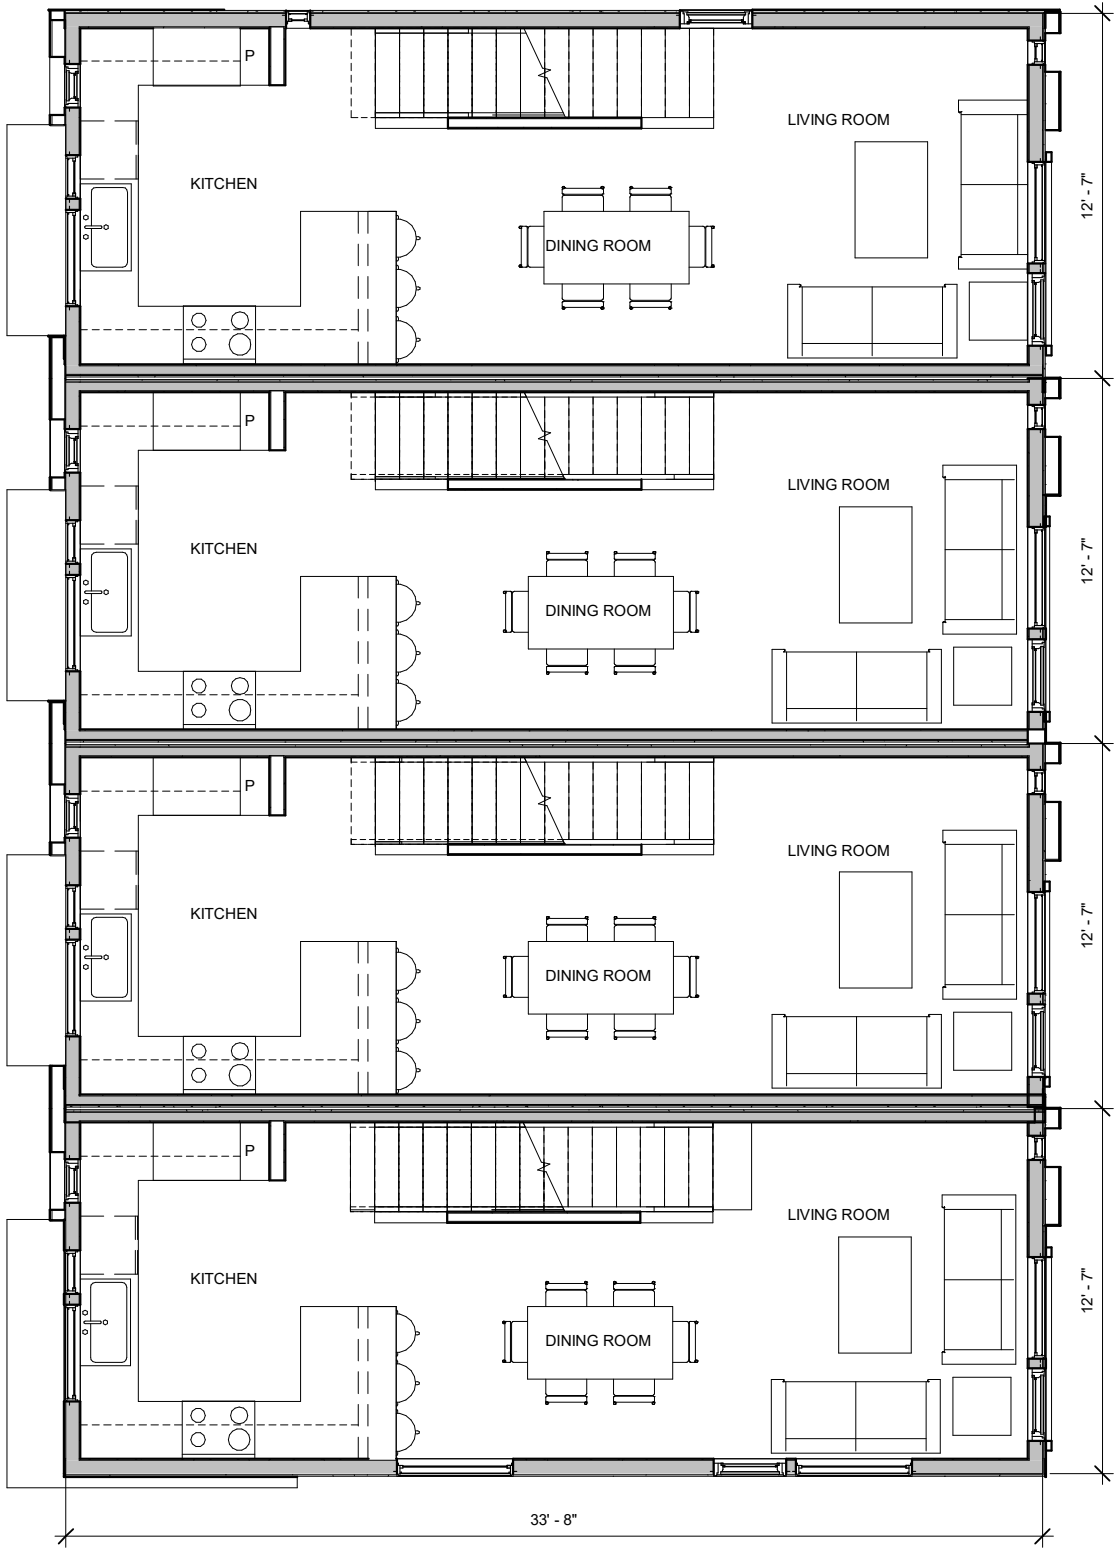 P
LIVING ROOM
KITCHEN
12' - 7"
DINING ROOM
P
LIVING ROOM
KITCHEN
12' - 7"
DINING ROOM
P
LIVING ROOM
KITCHEN
12' - 7"
DINING ROOM
P
LIVING ROOM
KITCHEN
12' - 7"
DINING ROOM
33' - 8"